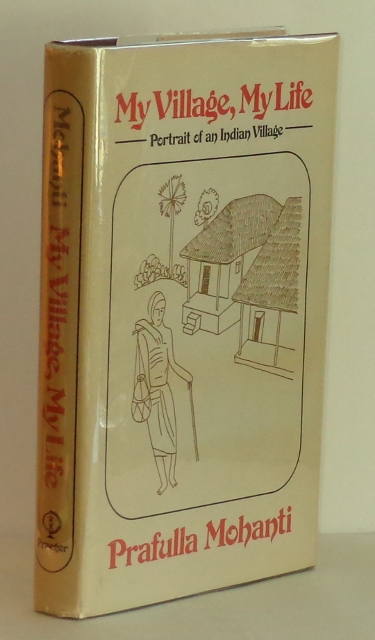 My Village, My Life
Portrait of an Indian Village
Prafulla Mohanti
Mohanti My Village, My Life
Praeger